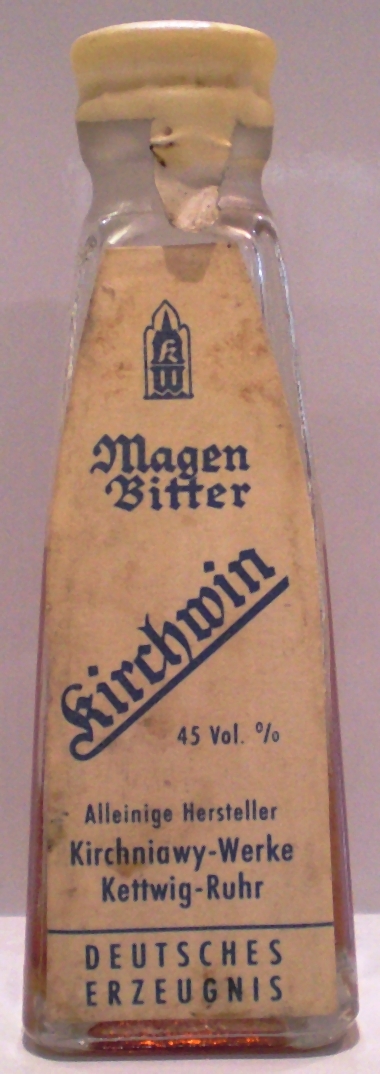 K
W
Magen
Bitter
Kirchwin
45 Vol. %
Alleinige Hersteller
Kirchniawy-Werke
Kettwig-Ruhr
DEUTSCHES
ERZEUGNIS